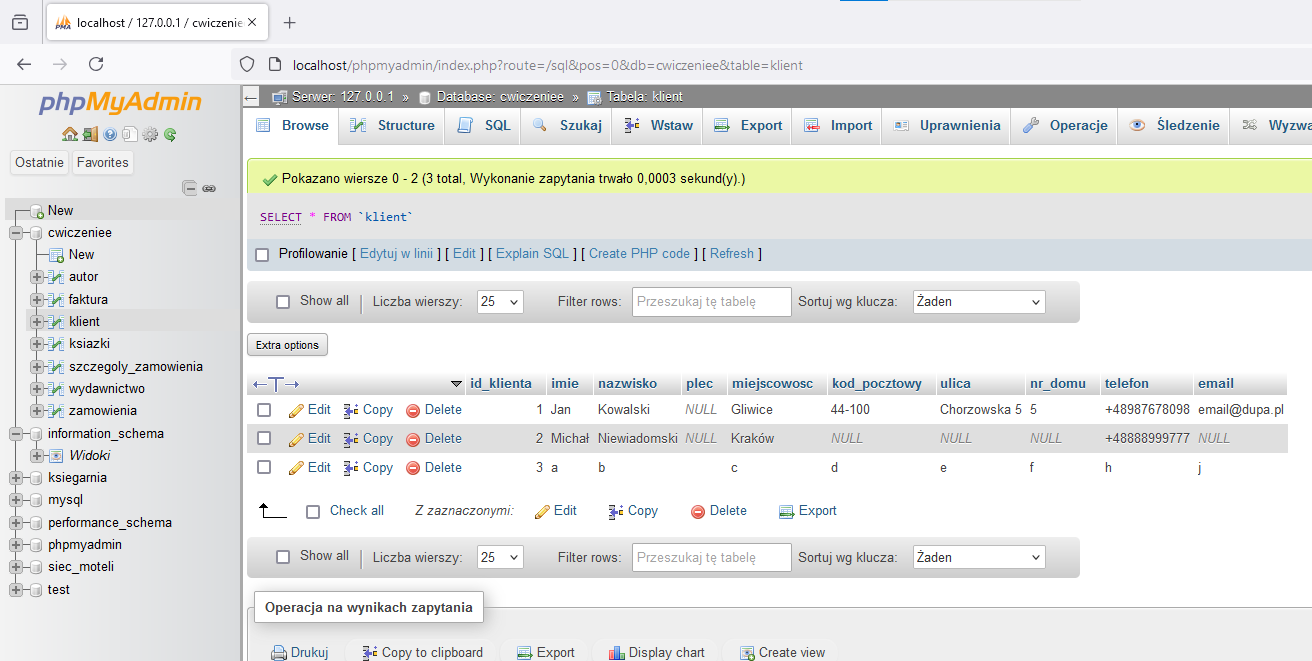 localhost / 127.0.0.1 / cwiczenie
localhost/phpmyadmin/index.php?route=/sql&pos=0&db=cwiczeniee&table=klient
phpMyAdmin
Ostatnie Favorites
New
cwiczeniee
New
autor
faktura
klient
ksiazki
szczegoly_zamowienia
wydawnictwo
zamowienia
information_schema
Widoki
ksiegarnia
mysql
performance_schema
phpmyadmin
siec_moteli
test
Serwer: 127.0.0.1 » Database: cwiczeniee » Tabela: klient
Browse Structure SQL Szukaj Wstaw Export Import Uprawnienia Operacje Śledzenie Wyzwa
Pokazano wiersze 0 - 2 (3 total, Wykonanie zapytania trwało 0,0003 sekund(y).)
SELECT * FROM `klient`
Profilowanie [ Edytuj w linii ] [ Edit ] [ Explain SQL ] [ Create PHP code ] [ Refresh ]
Show all Liczba wierszy: 25 Filter rows: Przeszukaj tę tabelę Sortuj wg klucza: Żaden
Extra options
←T→ id_klienta imie nazwisko plec miejscowosc kod_pocztowy ulica nr_domu telefon email
Edit Copy Delete 1 Jan Kowalski NULL Gliwice 44-100 Chorzowska 5 5 +48987678098 email@dupa.pl
Edit Copy Delete 2 Michał Niewiadomski NULL Kraków NULL NULL NULL +48888999777 NULL
Edit Copy Delete 3 a b c d e f h j
Check all Z zaznaczonymi: Edit Copy Delete Export
Show all Liczba wierszy: 25 Filter rows: Przeszukaj tę tabelę Sortuj wg klucza: Żaden
Operacja na wynikach zapytania
Drukuj Copy to clipboard Export Display chart Create view